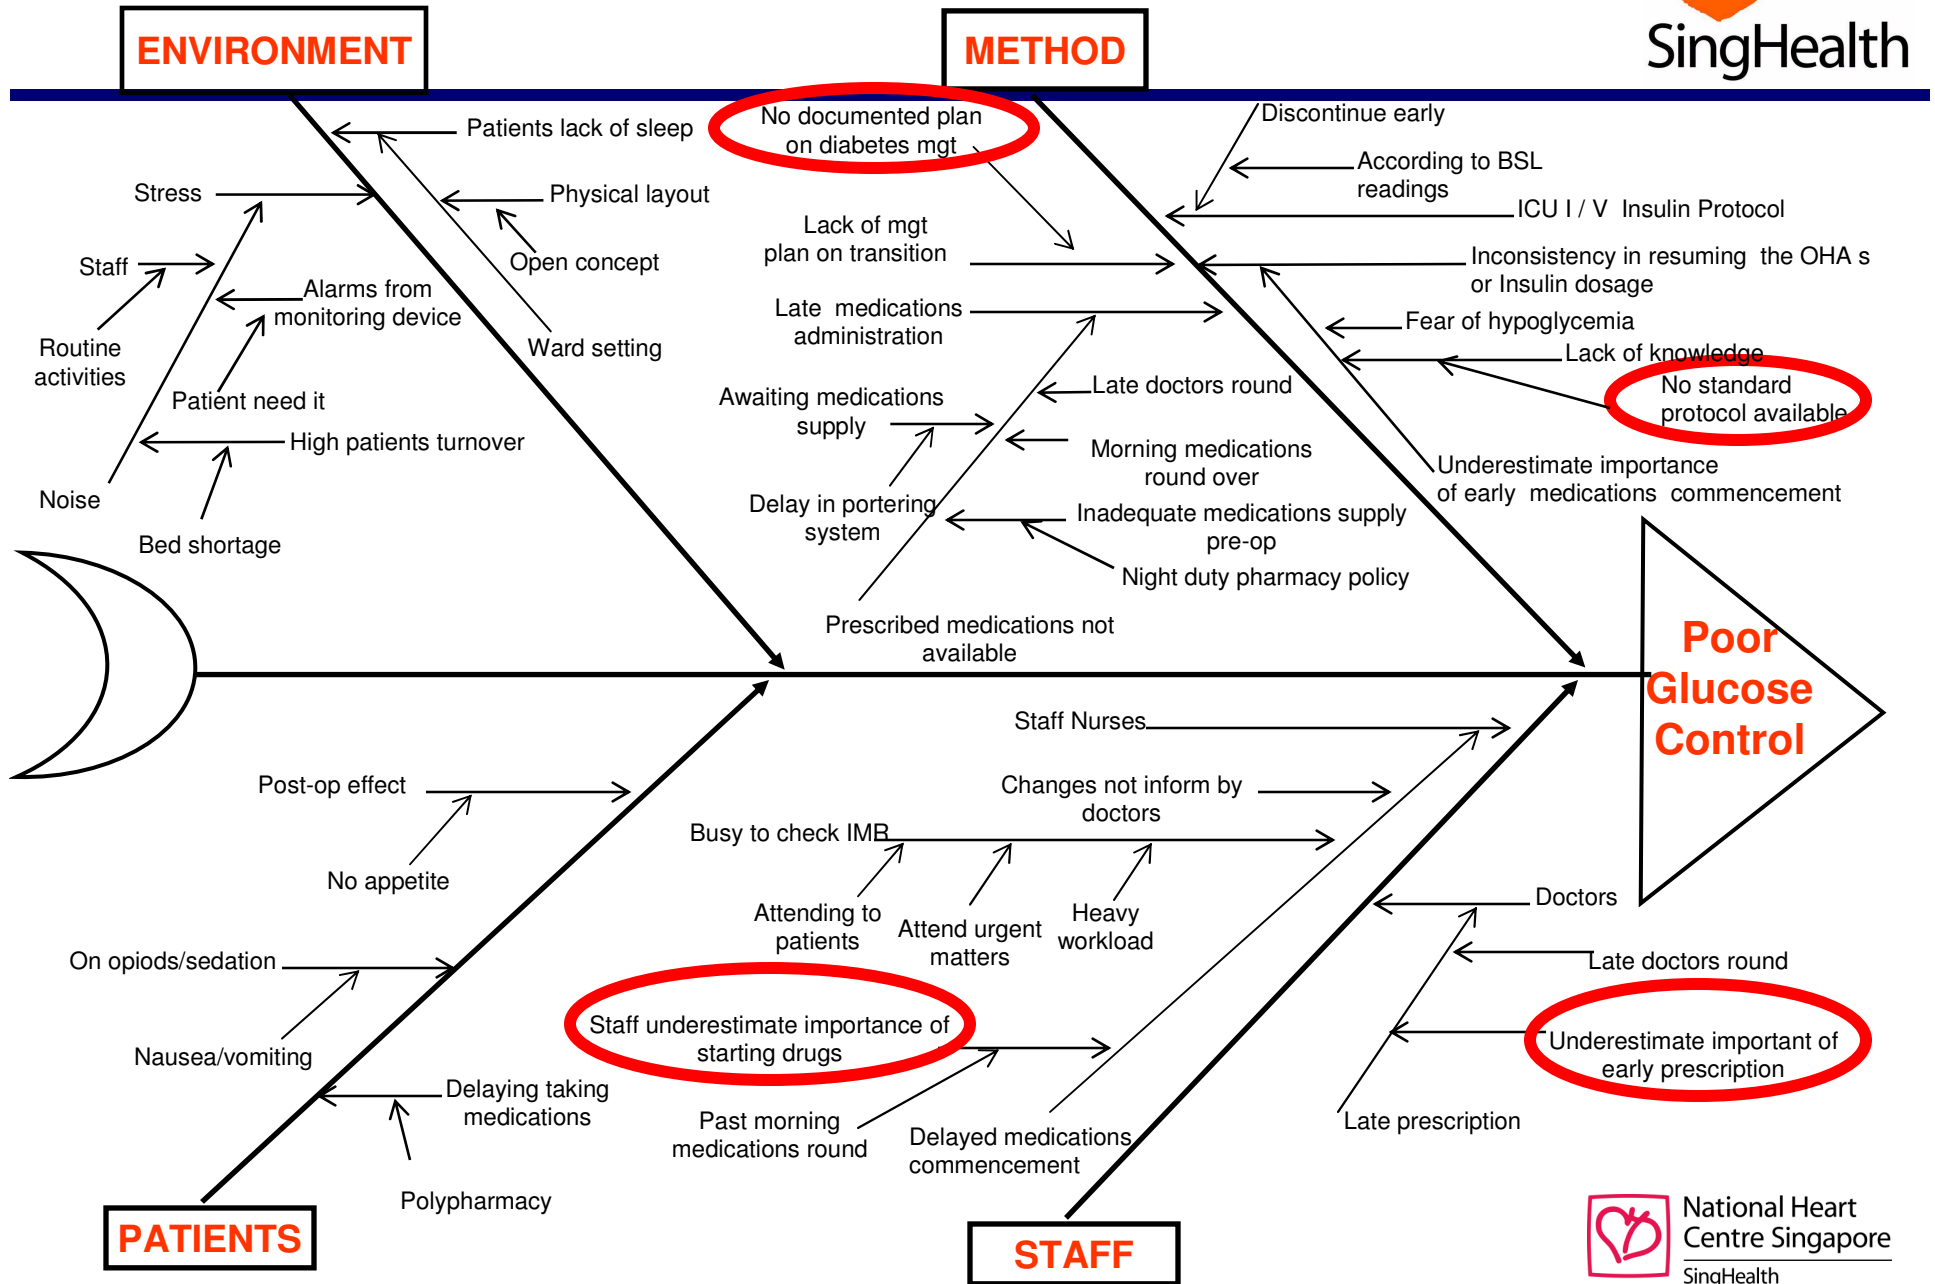 ENVIRONMENT
METHOD
SingHealth
Patients lack of sleep
No documented plan
on diabetes mgt
Discontinue early
According to BSL
readings
Stress
Physical layout
Lack of mgt
plan on transition
ICU I / V  Insulin Protocol
Staff
Open concept
Inconsistency in resuming  the OHA s
or Insulin dosage
Alarms from
monitoring device
Late  medications
administration
Fear of hypoglycemia
Routine
activities
Ward setting
Lack of knowledge
No standard
protocol available
Patient need it
Awaiting medications
supply
Late doctors round
High patients turnover
Morning medications
round over
Underestimate importance
of early  medications  commencement
Noise
Delay in portering
system
Inadequate medications supply
pre-op
Bed shortage
Night duty pharmacy policy
Prescribed medications not
available
Poor
Glucose
Control
Staff Nurses
Post-op effect
Changes not inform by
doctors
Busy to check IMR
No appetite
Attending to
patients
Attend urgent
matters
Heavy
workload
Doctors
On opiods/sedation
Late doctors round
Staff underestimate importance of
starting drugs
Underestimate important of
early prescription
Nausea/vomiting
Delaying taking
medications
Past morning
medications round
Delayed medications
commencement
Late prescription
Polypharmacy
PATIENTS
STAFF
National Heart
Centre Singapore
SingHealth